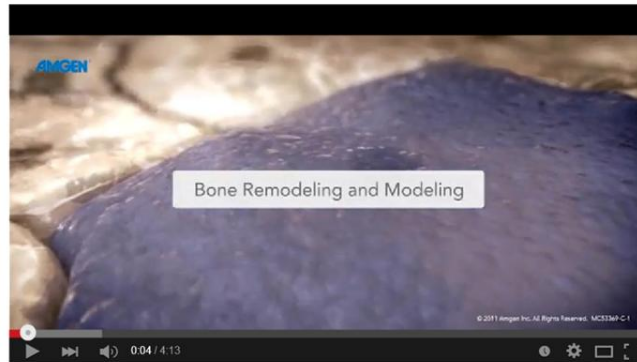 AMGEN
Bone Remodeling and Modeling
© 2011 Amgen Inc. All Rights Reserved. MC53369-C-1
0:04 / 4:13